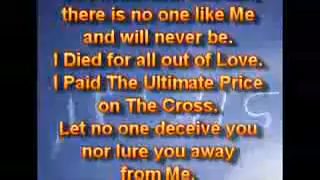 there is no one like Me
and will never be.
I Died for all out of Love.
I Paid The Ultimate Price
on The Cross.
Let no one deceive you
nor lure you away
from Me.